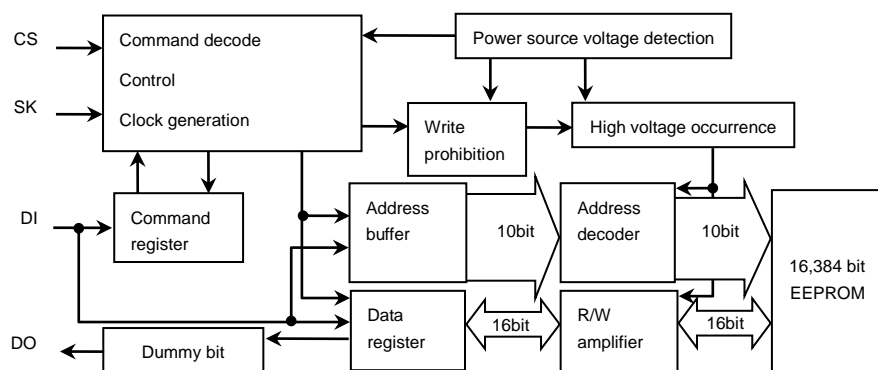 CS
Command decode
Power source voltage detection
Control
SK
Clock generation
Write
prohibition
High voltage occurrence
DI
Command
register
Address
buffer
10bit
Address
decoder
10bit
16,384 bit
EEPROM
Data
register
16bit
R/W
amplifier
16bit
DO
Dummy bit